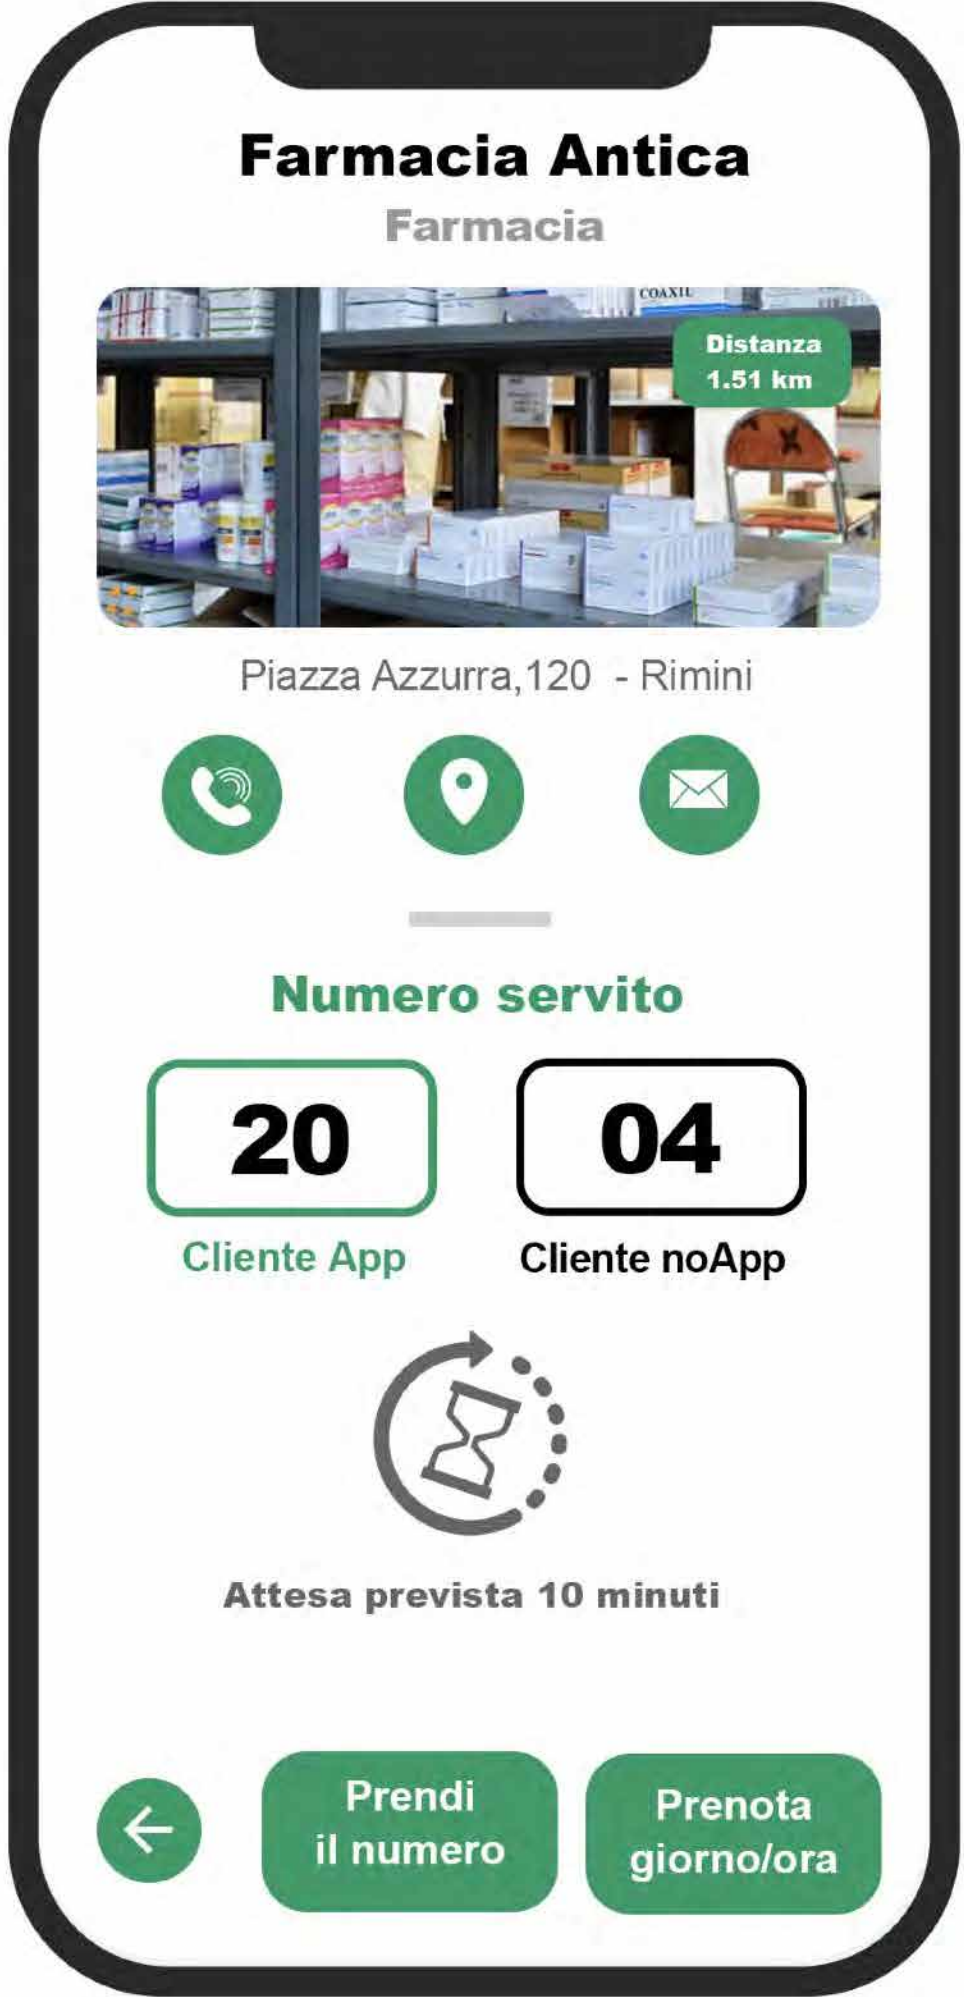 Farmacia Antica
Farmacia
COAXIL
Distanza
1.51 km
Piazza Azzurra,120 - Rimini
Numero servito
20
04
Cliente App
Cliente noApp
Attesa prevista 10 minuti
Prendi
il numero
Prenota
giorno/ora